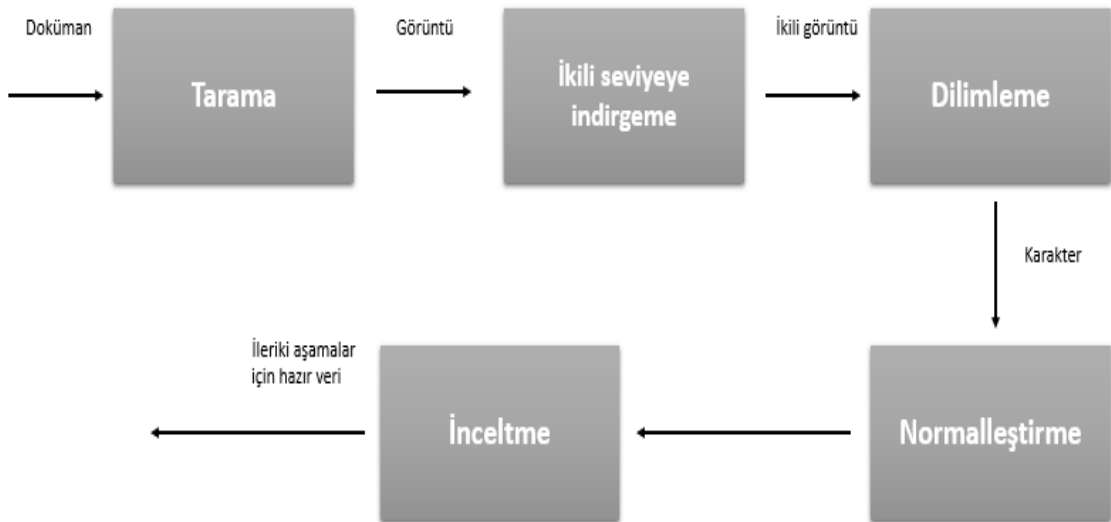 Doküman
Tarama
Görüntü
İkili seviyeye
indirgeme
İkili görüntü
Dilimleme
Karakter
Normalleştirme
İnceltme
İleriki aşamalar
için hazır veri